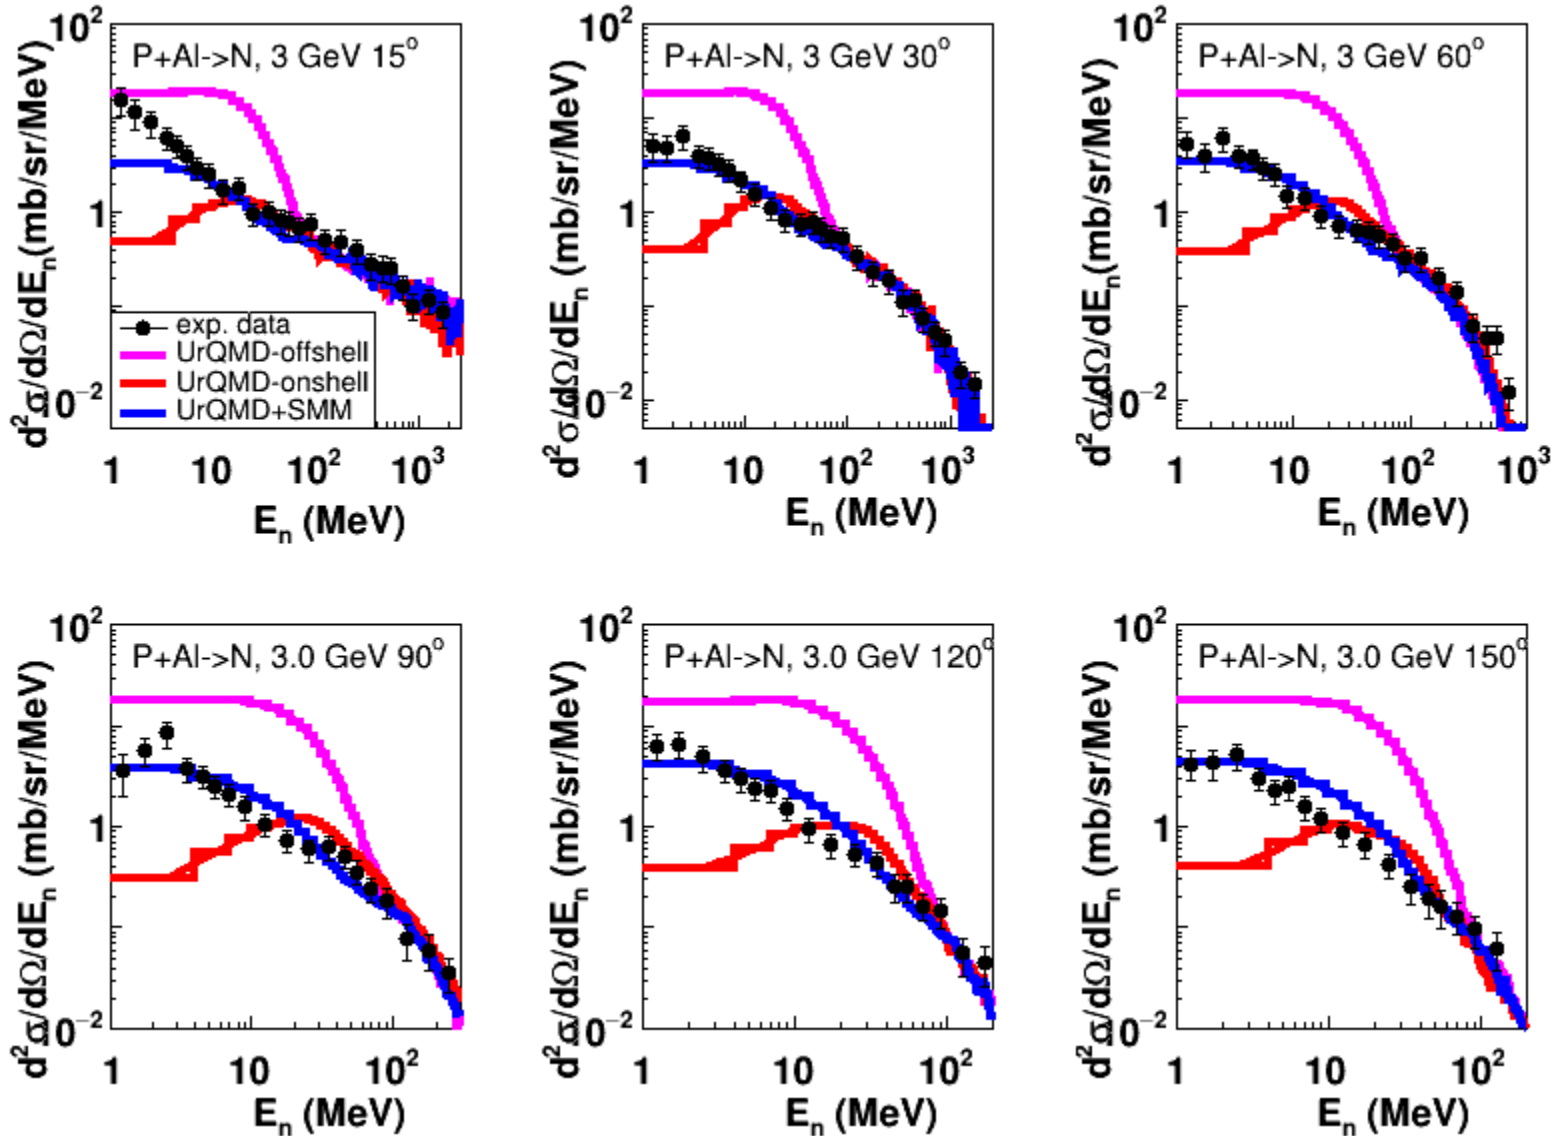 10²
P+Al->N, 3 GeV 15°
1
10⁻²
d²σ/dΩ/dEₙ(mb/sr/MeV)
exp. data
UrQMD-offshell
UrQMD-onshell
UrQMD+SMM
1 10 10² 10³
Eₙ (MeV)
10²
P+Al->N, 3 GeV 30°
1
10⁻²
d²σ/dΩ/dEₙ (mb/sr/MeV)
1 10 10² 10³
Eₙ (MeV)
10²
P+Al->N, 3 GeV 60°
1
10⁻²
d²σ/dΩ/dEₙ(mb/sr/MeV)
1 10 10² 10³
Eₙ (MeV)
10²
P+Al->N, 3.0 GeV 90°
1
10⁻²
d²σ/dΩ/dEₙ (mb/sr/MeV)
1 10 10²
Eₙ (MeV)
10²
P+Al->N, 3.0 GeV 120°
1
10⁻²
d²σ/dΩ/dEₙ (mb/sr/MeV)
1 10 10²
Eₙ (MeV)
10²
P+Al->N, 3.0 GeV 150°
1
10⁻²
d²σ/dΩ/dEₙ (mb/sr/MeV)
1 10 10²
Eₙ (MeV)